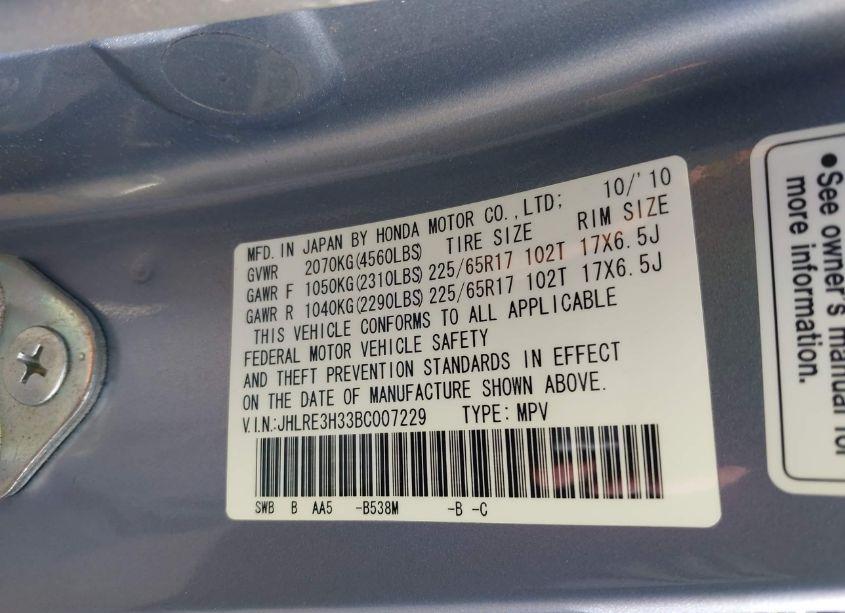 MFD. IN JAPAN BY HONDA MOTOR CO.,LTD; 10/'10
GVWR 2070KG(4560LBS) TIRE SIZE RIM SIZE
GAWR F 1050KG(2310LBS) 225/65R17 102T 17X6.5J
GAWR R 1040KG(2290LBS) 225/65R17 102T 17X6.5J
THIS VEHICLE CONFORMS TO ALL APPLICABLE
FEDERAL MOTOR VEHICLE SAFETY
AND THEFT PREVENTION STANDARDS IN EFFECT
ON THE DATE OF MANUFACTURE SHOWN ABOVE.
V.I.N.:JHLRE3H33BC007229 TYPE: MPV
SWB B AA5 -B538M -B -C
•See owner's manual for
more information.